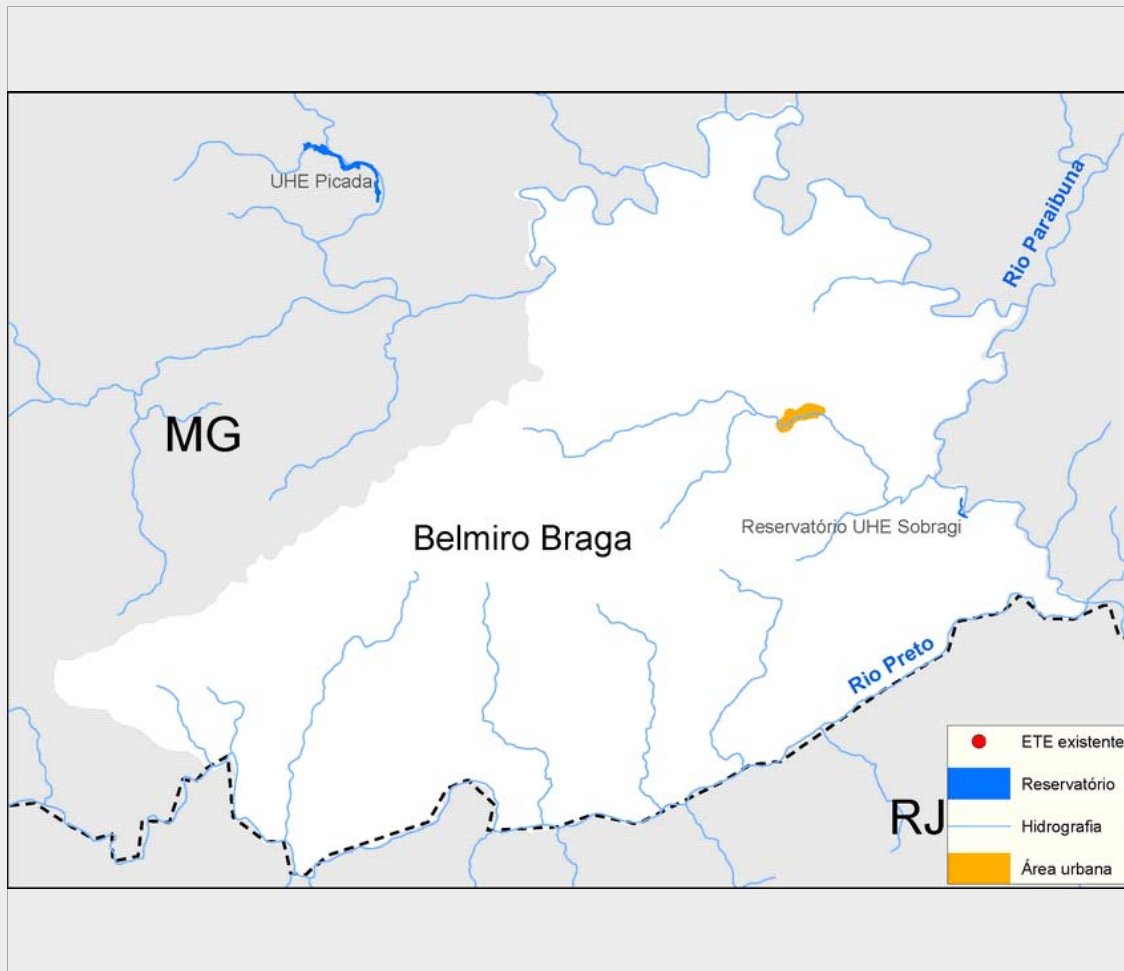 UHE Picada
Rio Paraibuna
MG
Belmiro Braga
Reservatório UHE Sobragi
Rio Preto
RJ
ETE existente
Reservatório
Hidrografia
Área urbana